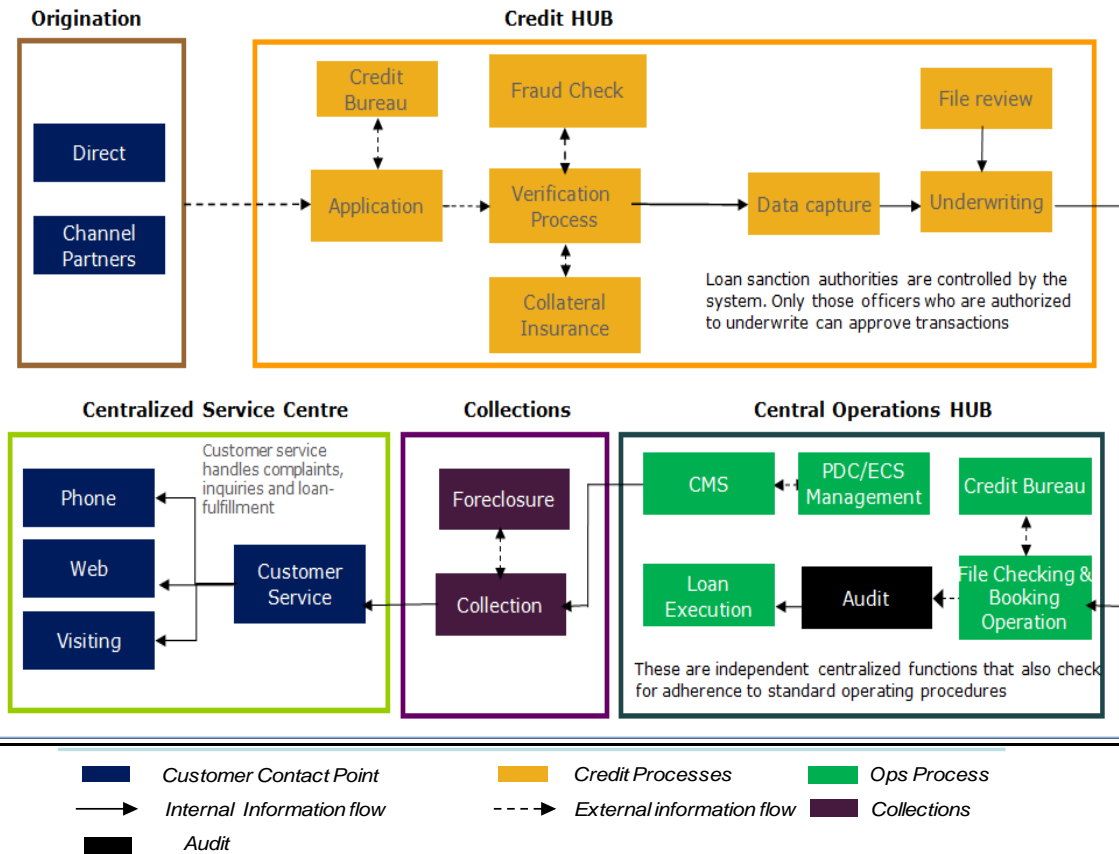 Origination
Credit HUB
Direct
Channel
Partners
Credit
Bureau
Application
Fraud Check
Verification
Process
Collateral
Insurance
Data capture
File review
Underwriting
Loan sanction authorities are controlled by the
system. Only those officers who are authorized
to underwrite can approve transactions
Centralized Service Centre
Collections
Central Operations HUB
Customer service
handles complaints,
inquiries and loan-
fulfillment
Phone
Web
Visiting
Customer
Service
Foreclosure
Collection
CMS
PDC/ECS
Management
Credit Bureau
Loan
Execution
Audit
File Checking &
Booking
Operation
These are independent centralized functions that also check
for adherence to standard operating procedures
Customer Contact Point
Credit Processes
Ops Process
Internal Information flow
External information flow
Collections
Audit